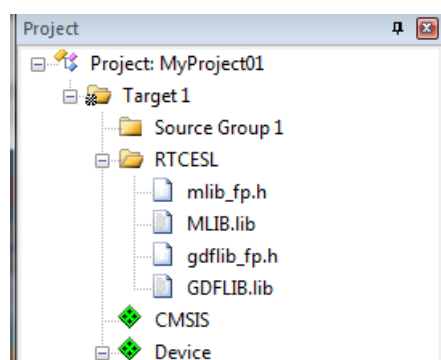 Project
Project: MyProject01
Target 1
Source Group 1
RTCESL
mlib_fp.h
MLIB.lib
gdflib_fp.h
GDFLIB.lib
CMSIS
Device